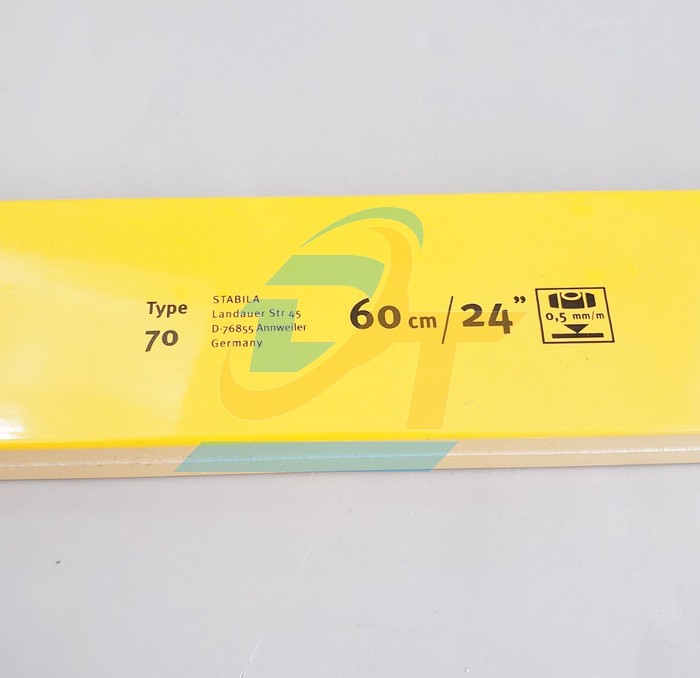 Type
70
STABILA
Landauer Str 45
D-76855 Annweiler
Germany
60 cm / 24”
0,5 mm/m